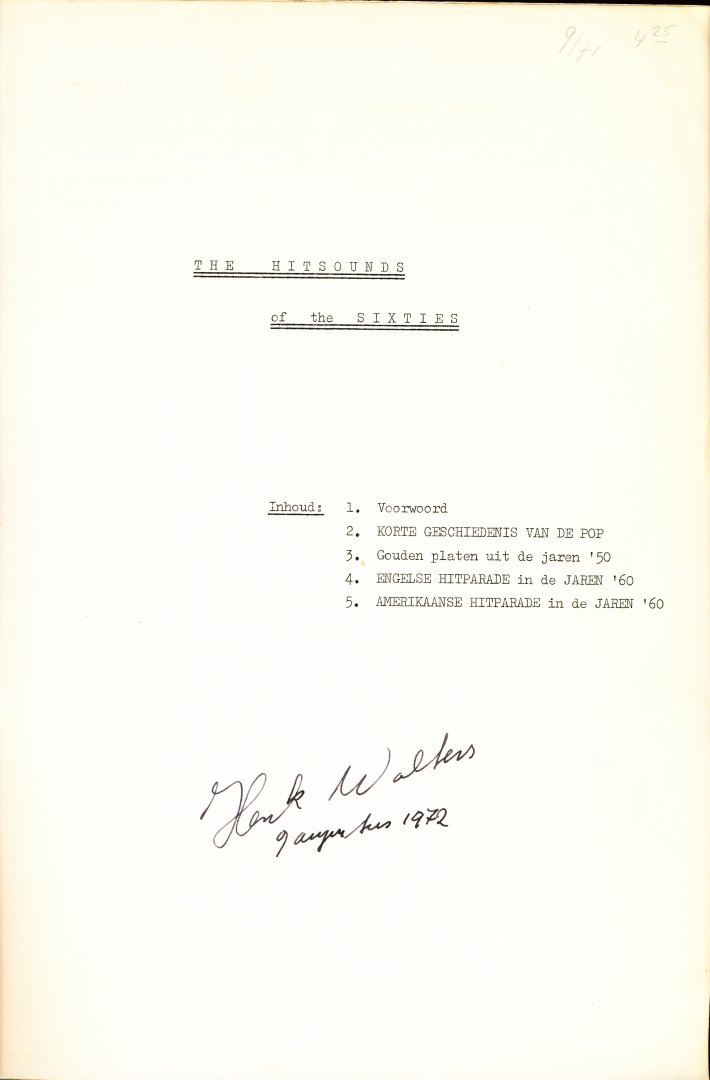 9/71 4 25
T H E   H I T S O U N D S
of the S I X T I E S
Inhoud: 1. Voorwoord
2. KORTE GESCHIEDENIS VAN DE POP
3. Gouden platen uit de jaren '50
4. ENGELSE HITPARADE in de JAREN '60
5. AMERIKAANSE HITPARADE in de JAREN '60
Henk Wolters
9 augustus 1972